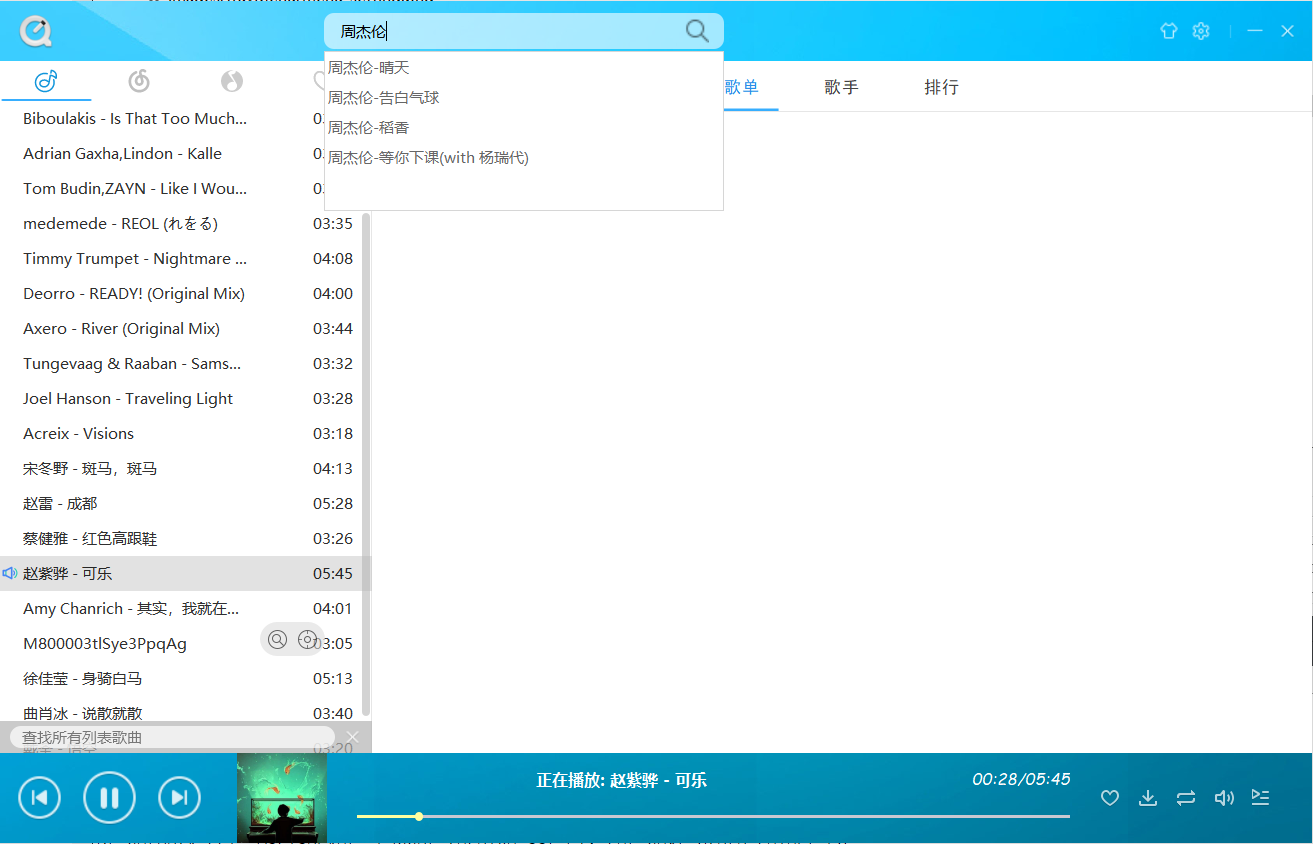 周杰伦
周杰伦-晴天
周杰伦-告白气球
周杰伦-稻香
周杰伦-等你下课(with 杨瑞代)
歌单 歌手 排行
Biboulakis - Is That Too Much...
Adrian Gaxha,Lindon - Kalle
Tom Budin,ZAYN - Like I Wou...
medemede - REOL (れをる) 03:35
Timmy Trumpet - Nightmare ... 04:08
Deorro - READY! (Original Mix) 04:00
Axero - River (Original Mix) 03:44
Tungevaag & Raaban - Sams... 03:32
Joel Hanson - Traveling Light 03:28
Acreix - Visions 03:18
宋冬野 - 斑马，斑马 04:13
赵雷 - 成都 05:28
蔡健雅 - 红色高跟鞋 03:26
赵紫骅 - 可乐 05:45
Amy Chanrich - 其实，我就在... 04:01
M800003tlSye3PpqAg 03:05
徐佳莹 - 身骑白马 05:13
曲肖冰 - 说散就散 03:40
查找所有列表歌曲
03:20
正在播放: 赵紫骅 - 可乐
00:28/05:45